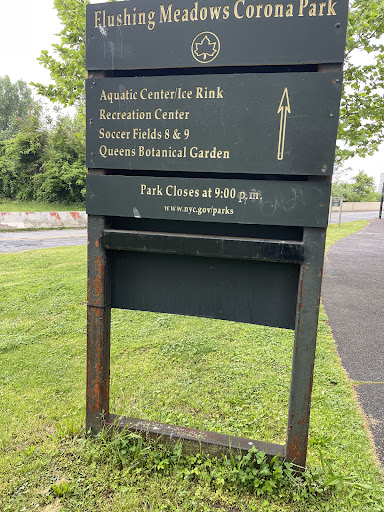 Flushing Meadows Corona Park
Aquatic Center/Ice Rink
Recreation Center
Soccer Fields 8 & 9
Queens Botanical Garden
Park Closes at 9:00 p.m.
www.nyc.gov/parks